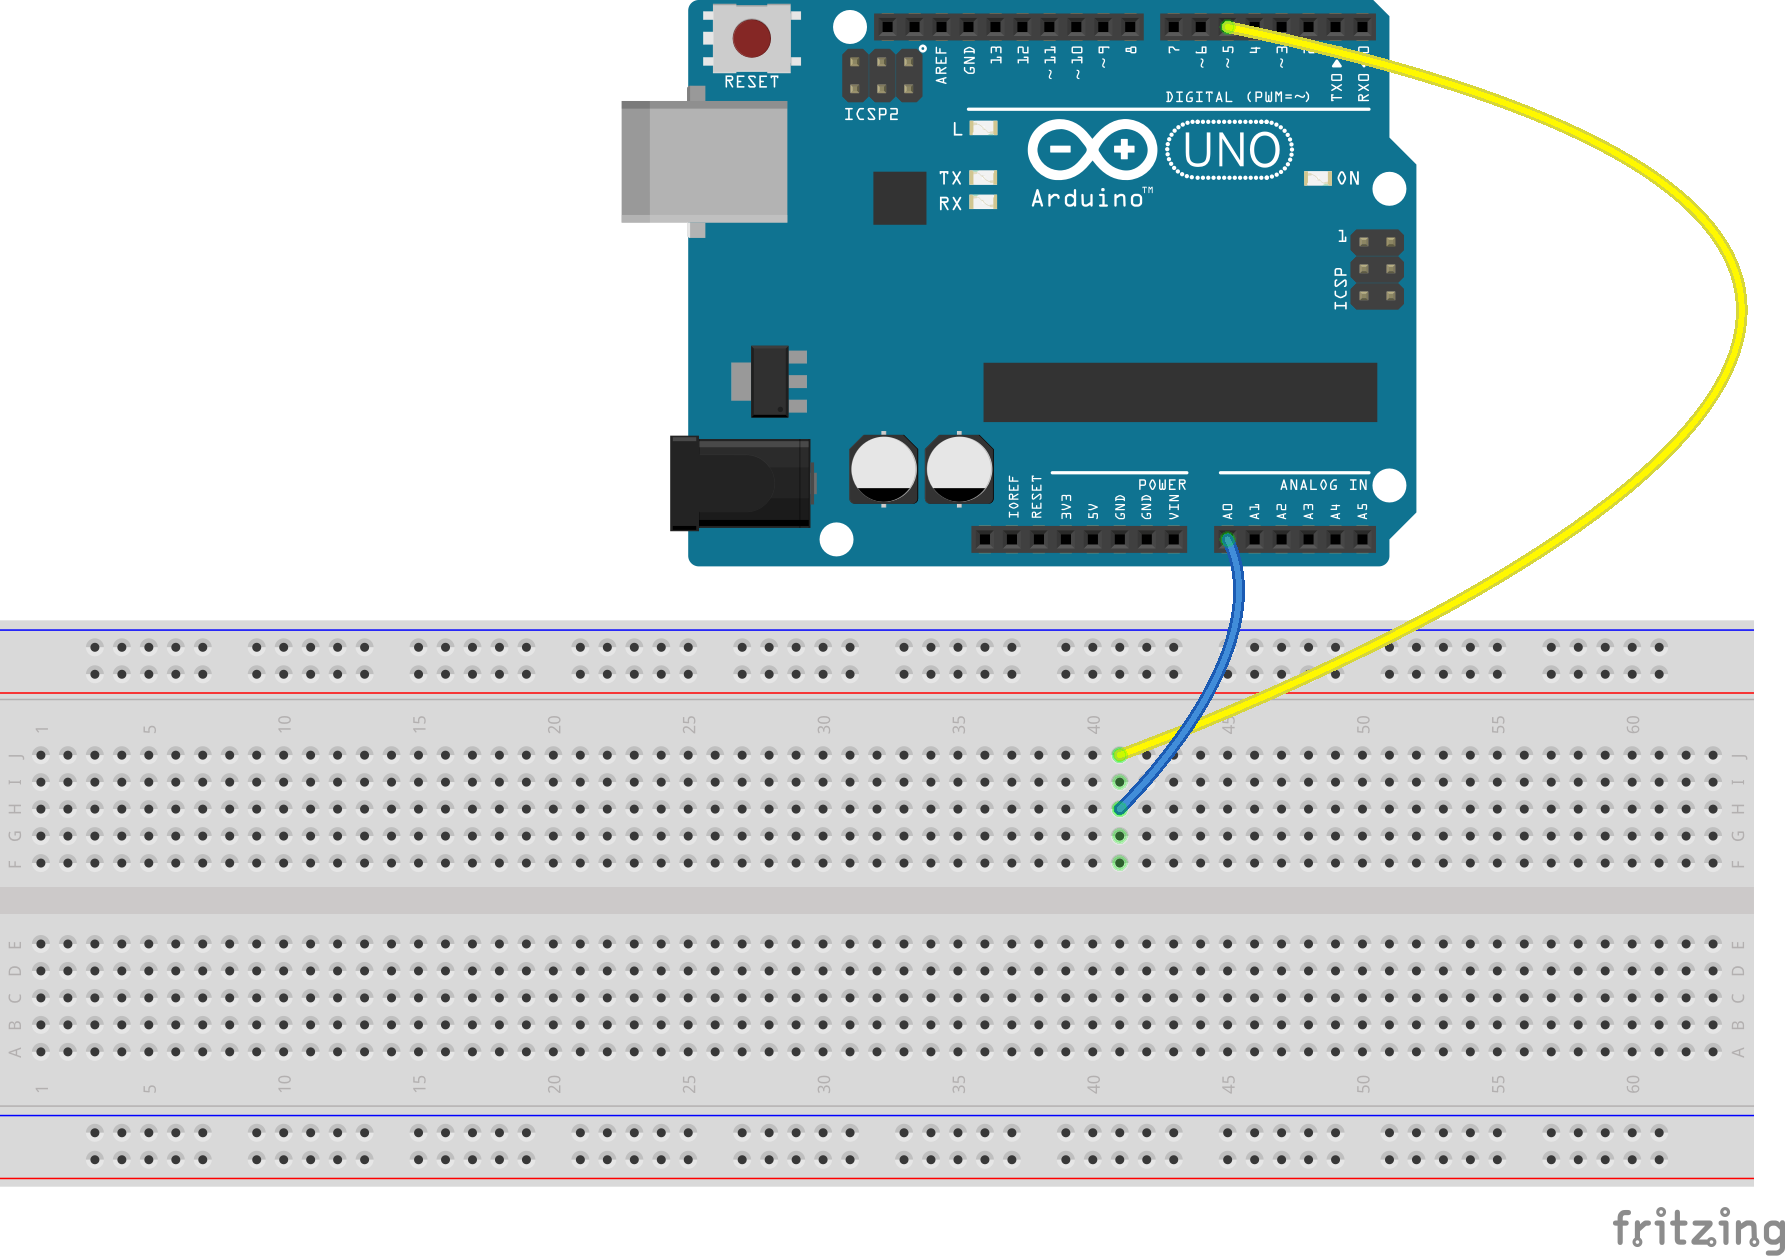 RESET
ICSP2
AREF
GND
13
12
~11
~10
~9
8
7
~6
~5
4
~3
TX0
RX0
DIGITAL (PWM=~)
L
TX
RX
UNO
Arduino™
ON
1
ICSP
POWER
ANALOG IN
IOREF
RESET
3V3
5V
GND
GND
VIN
A0
A1
A2
A3
A4
A5
1 5 10 15 20 25 30 35 40 45 50 55 60
J J
I I
H H
G G
F F
E E
D D
C C
B B
A A
1 5 10 15 20 25 30 35 40 45 50 55 60
fritzing